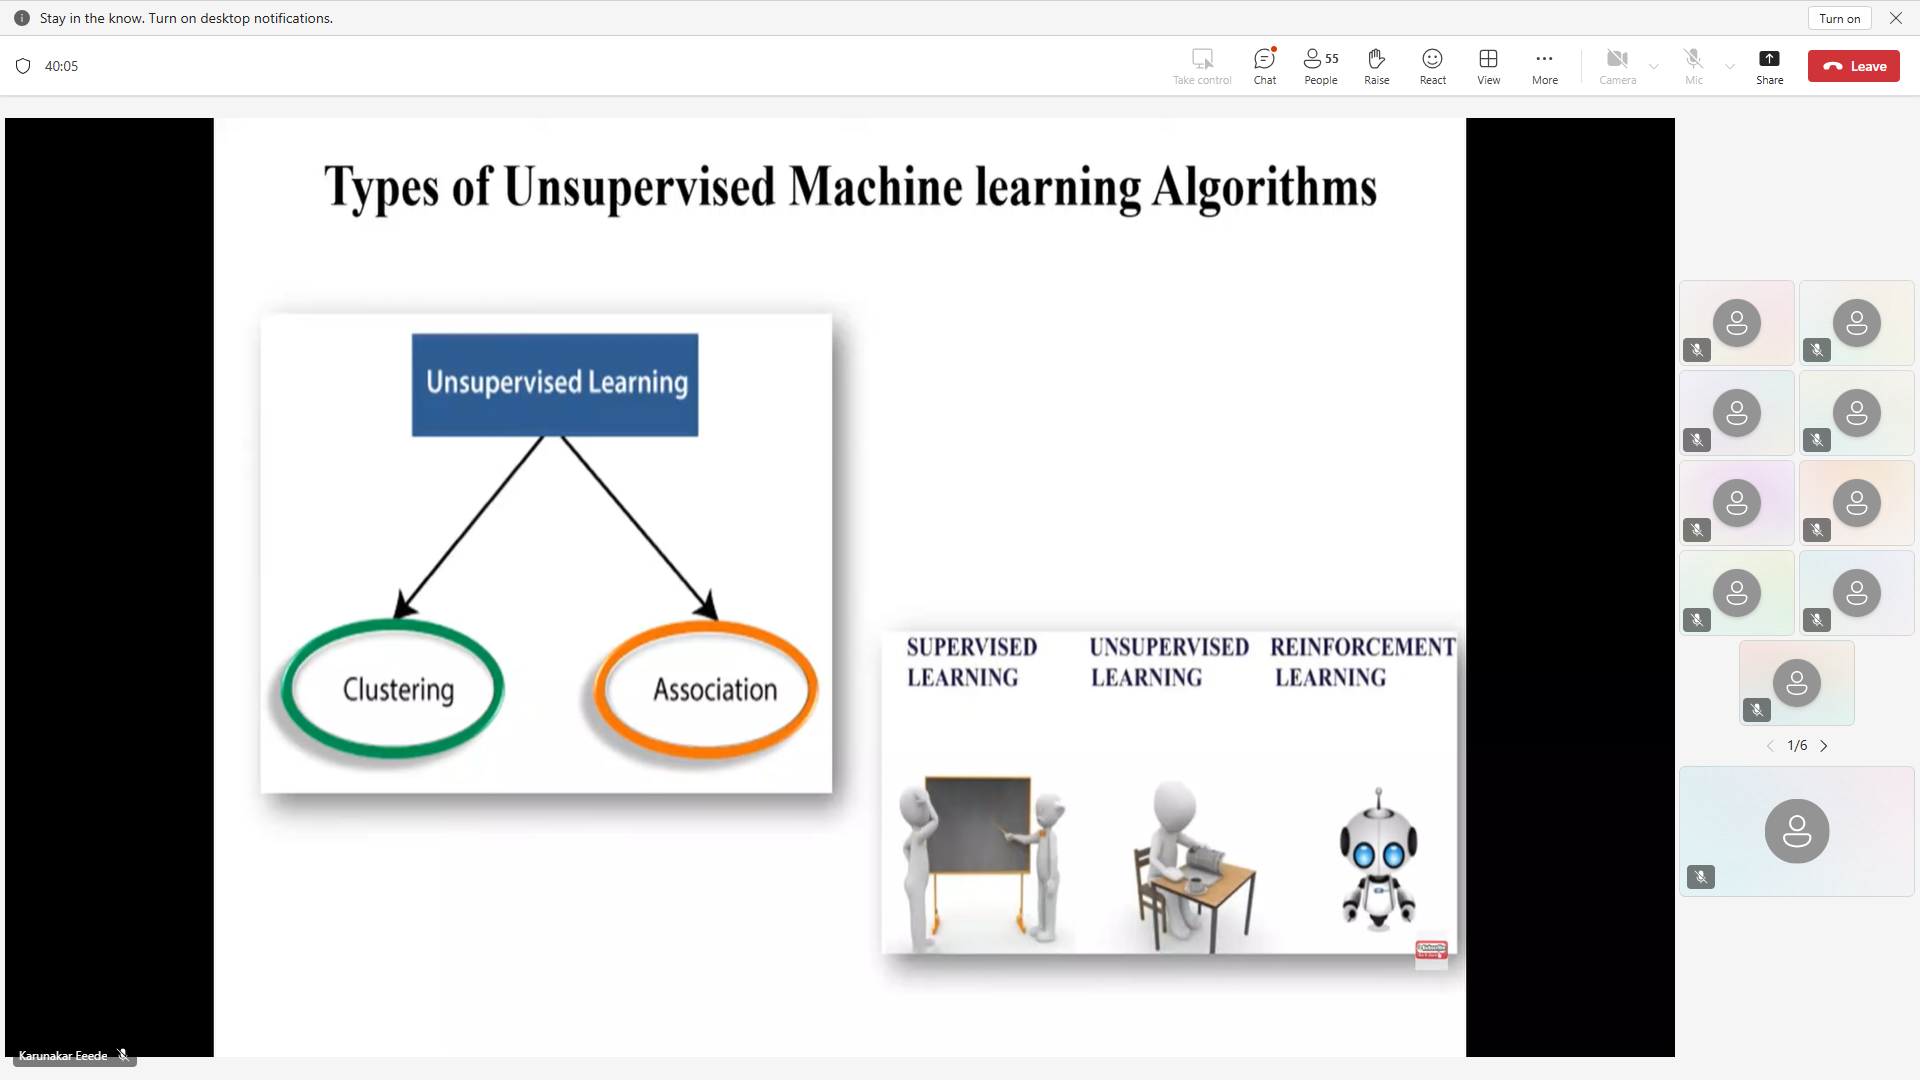 Stay in the know. Turn on desktop notifications.
Turn on
40:05
Take control
Chat
55
People
Raise
React
View
More
Camera
Mic
Share
Leave
Types of Unsupervised Machine learning Algorithms
Unsupervised Learning
Clustering
Association
SUPERVISED
LEARNING
UNSUPERVISED
LEARNING
REINFORCEMENT
LEARNING
1/6
Karunakar Eeede